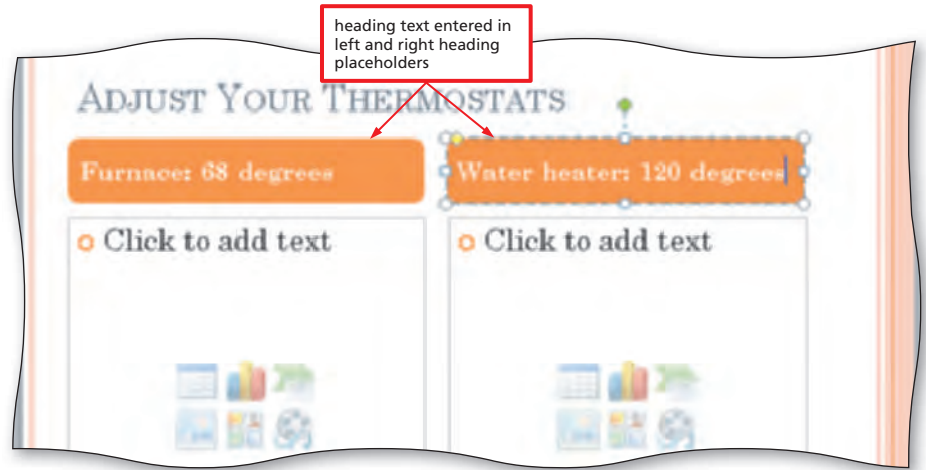 heading text entered in
left and right heading
placeholders
ADJUST YOUR THERMOSTATS
Furnace: 68 degrees
Water heater: 120 degrees
Click to add text
Click to add text